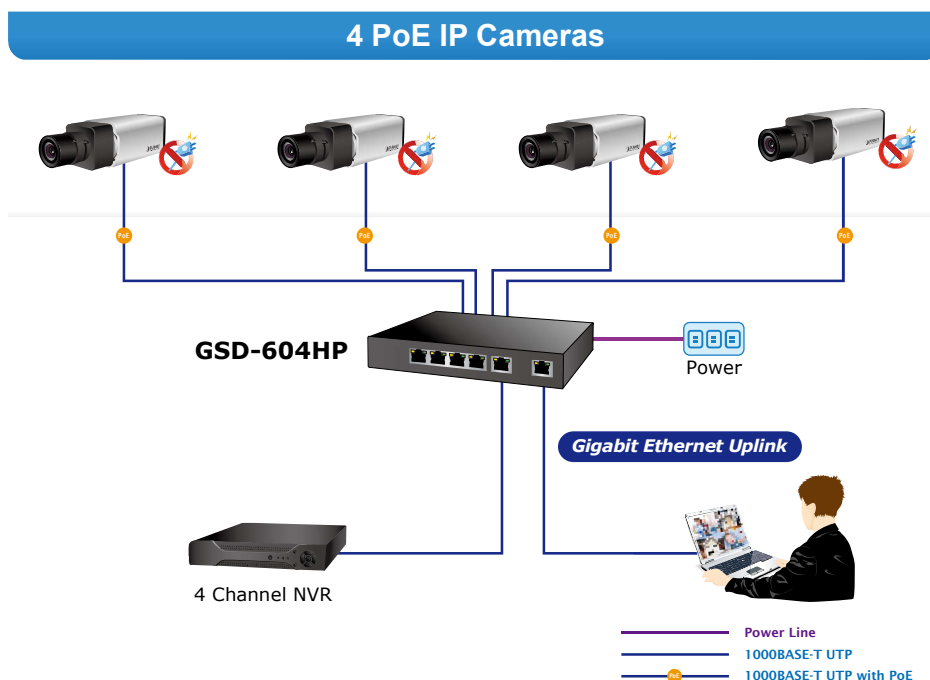 4 PoE IP Cameras
PoE
PoE
PoE
PoE
GSD-604HP
Power
Gigabit Ethernet Uplink
4 Channel NVR
Power Line
1000BASE-T UTP
PoE
1000BASE-T UTP with PoE